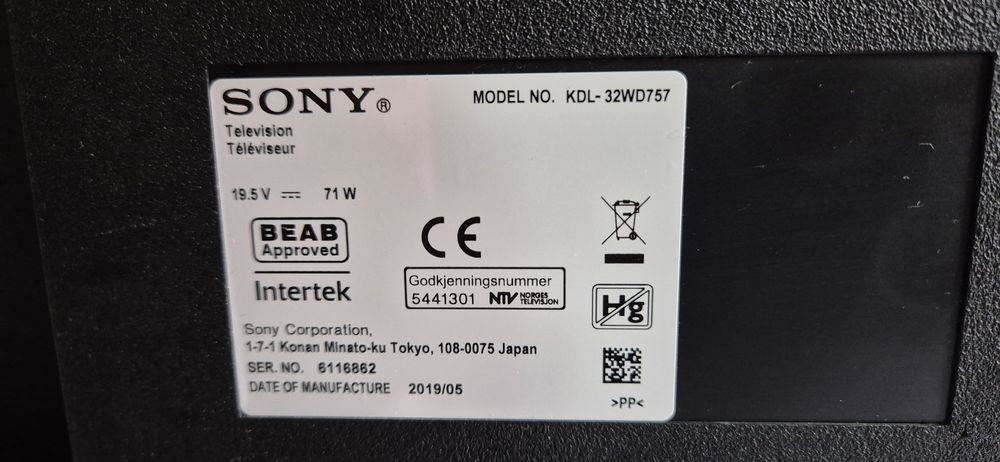 SONY®
MODEL NO. KDL-32WD757
Television
Téléviseur
19.5 V ⎓ 71 W
BEAB
Approved
Intertek
CE
Godkjenningsnummer
5441301 NTV NORGES TELEVISJON
Hg
Sony Corporation,
1-7-1 Konan Minato-ku Tokyo, 108-0075 Japan
SER. NO. 6116862
DATE OF MANUFACTURE 2019/05
>PP<